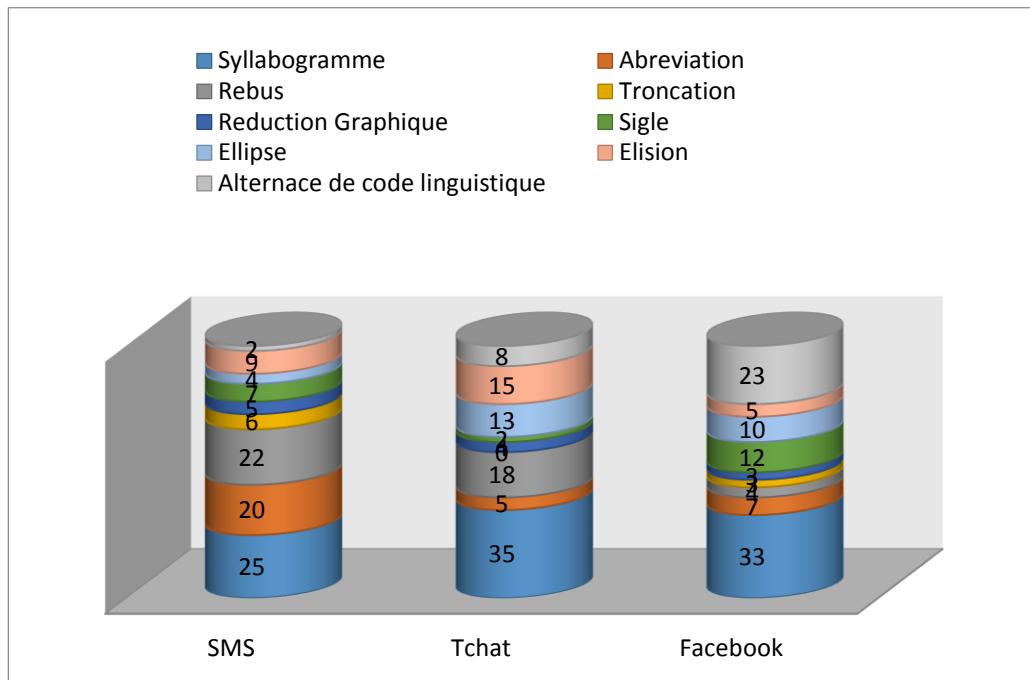 Syllabogramme Abreviation
Rebus Troncation
Reduction Graphique Sigle
Ellipse Elision
Alternace de code linguistique
2
9 8
4 15 23
7 5
5 13 10
6 2 12
22 0 3
18 4
20 5 7
25 35 33
SMS Tchat Facebook